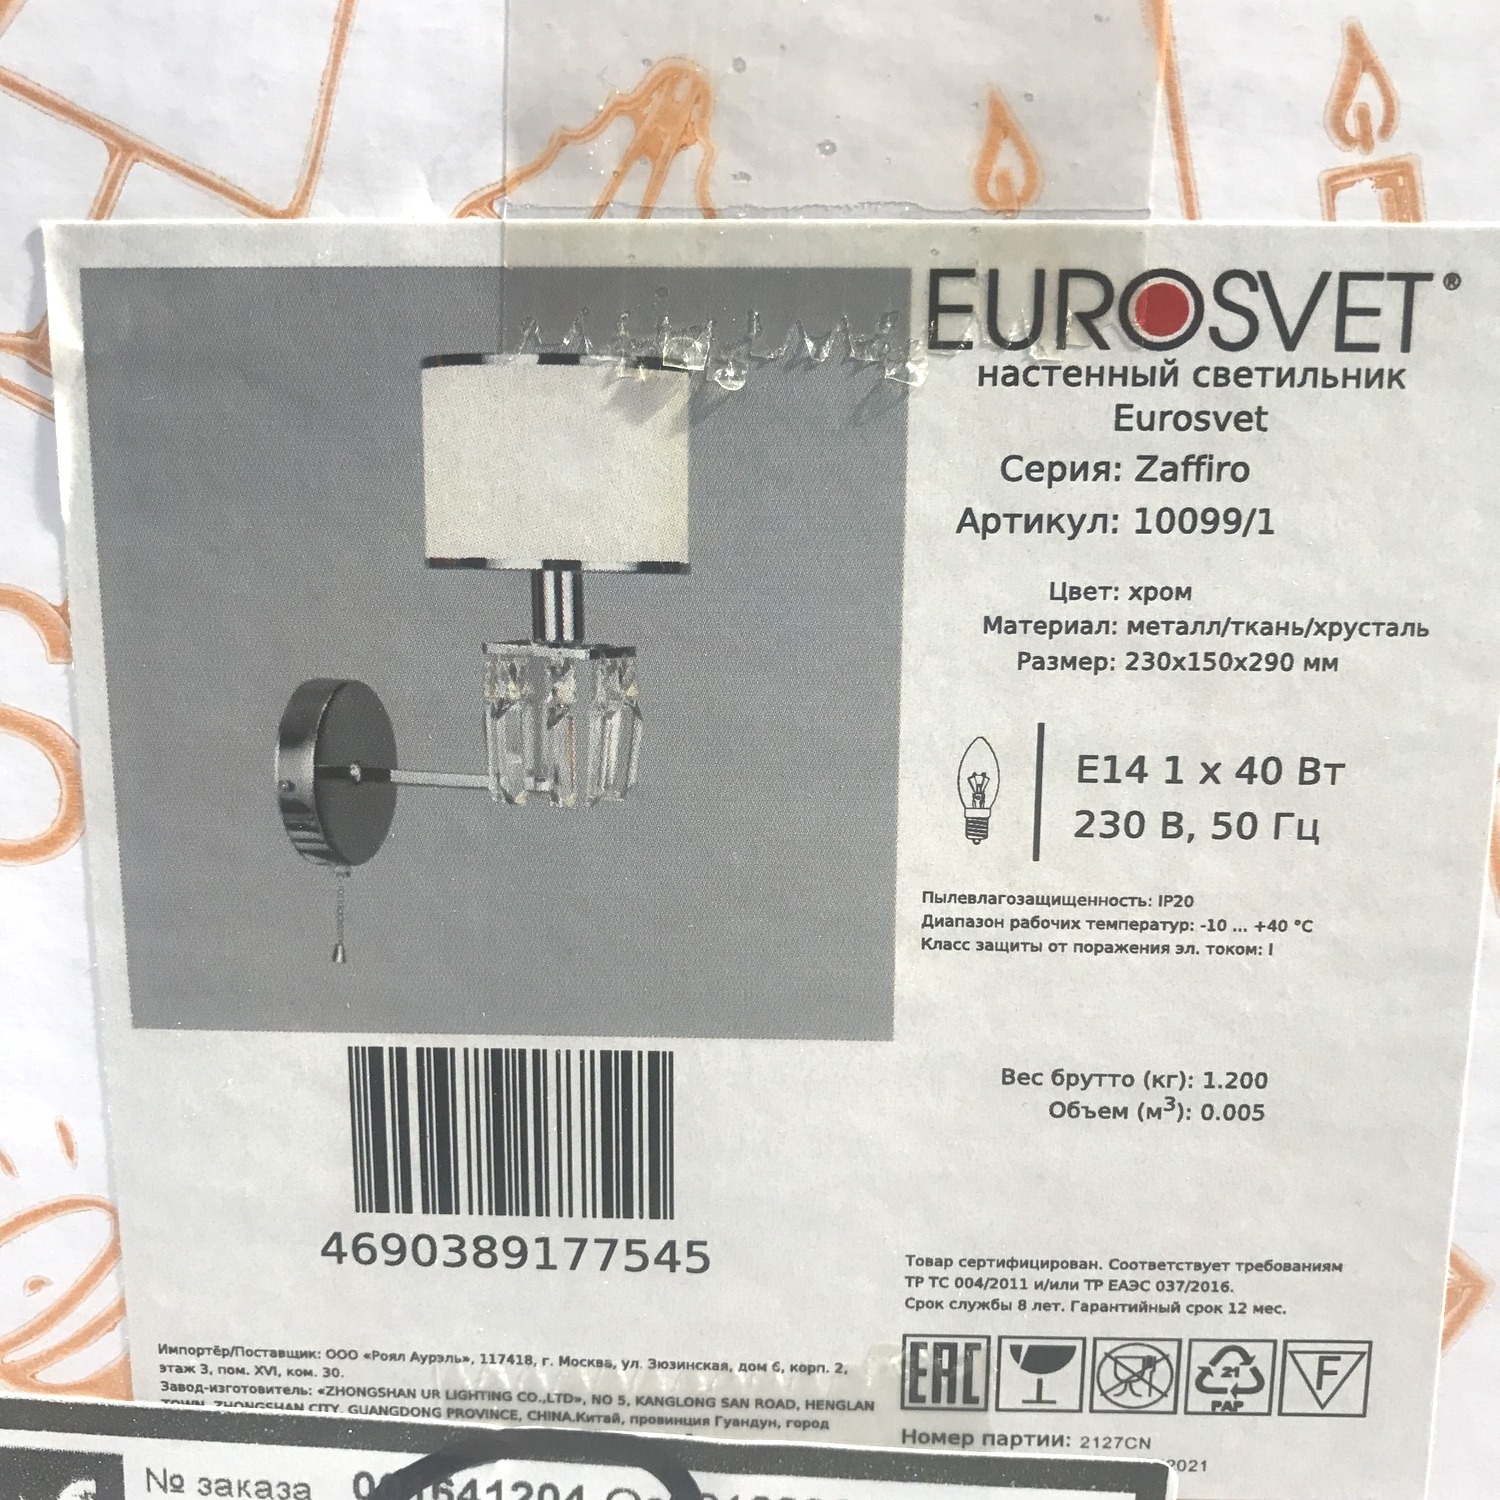 EUROSVET®
настенный светильник
Eurosvet
Серия: Zaffiro
Артикул: 10099/1
Цвет: хром
Материал: металл/ткань/хрусталь
Размер: 230x150x290 мм
E14 1 x 40 Вт
230 В, 50 Гц
Пылевлагозащищенность: IP20
Диапазон рабочих температур: -10 ... +40 °C
Класс защиты от поражения эл. током: I
Вес брутто (кг): 1.200
Объем (м³): 0.005
4690389177545
Товар сертифицирован. Соответствует требованиям
ТР ТС 004/2011 и/или ТР ЕАЭС 037/2016.
Срок службы 8 лет. Гарантийный срок 12 мес.
Импортёр/Поставщик: ООО «Роял Аурэль», 117418, г. Москва, ул. Зюзинская, дом 6, корп. 2,
этаж 3, пом. XVI, ком. 30.
Завод-изготовитель: «ZHONGSHAN UR LIGHTING CO.,LTD», NO 5, KANGLONG SAN ROAD, HENGLAN
TOWN, ZHONGSHAN CITY, GUANGDONG PROVINCE, CHINA.Китай, провинция Гуандун, город
EAC
21
PAP
F
Номер партии: 2127CN
2021
№ заказа